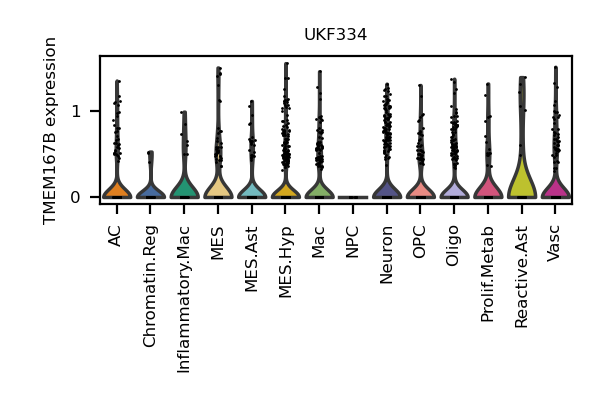 UKF334
TMEM167B expression
1
0
AC
Chromatin.Reg
Inflammatory.Mac
MES
MES.Ast
MES.Hyp
Mac
NPC
Neuron
OPC
Oligo
Prolif.Metab
Reactive.Ast
Vasc